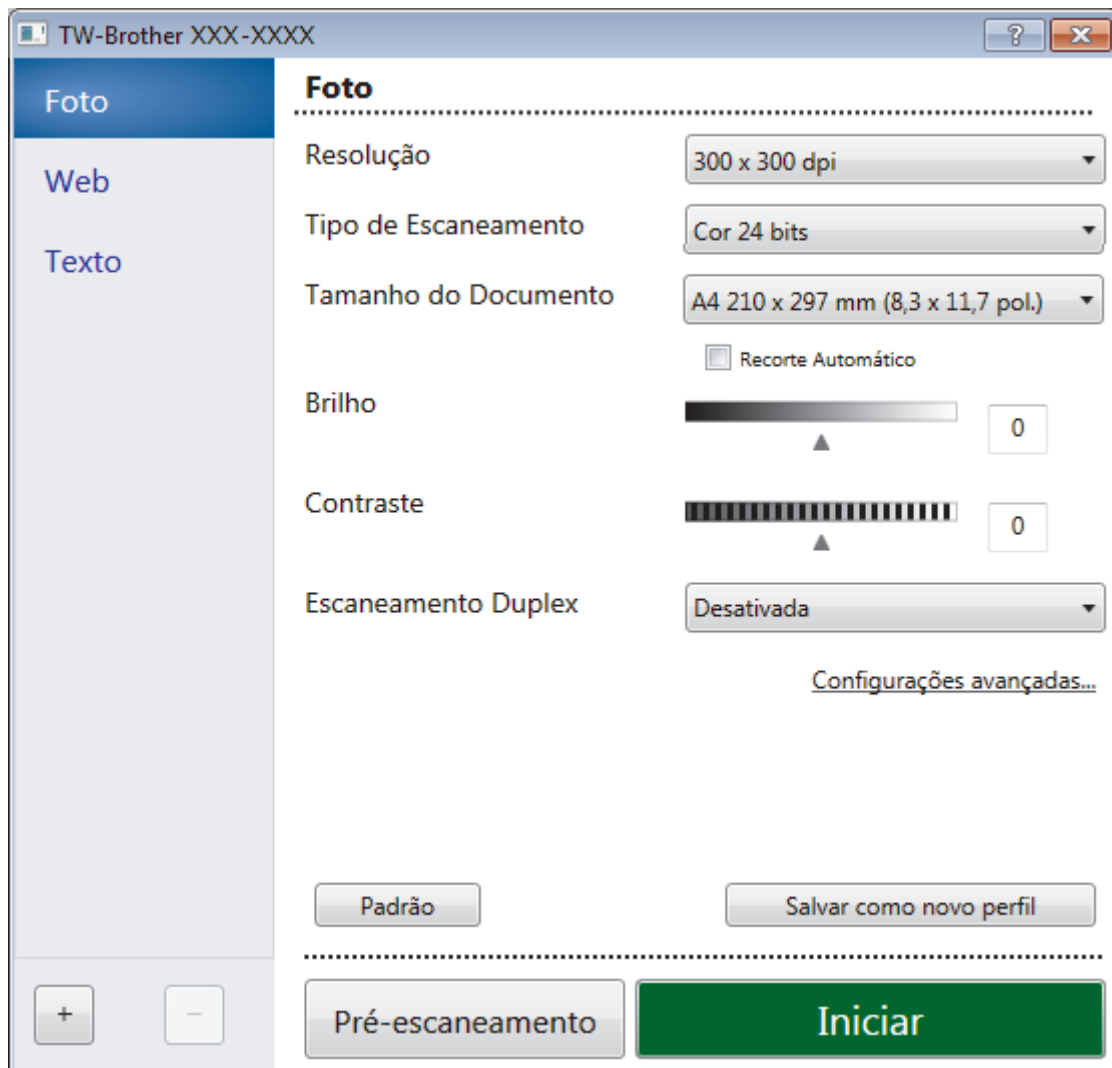 TW-Brother XXX-XXXX
?
Foto
Web
Texto
Foto
Resolução
300 x 300 dpi
Tipo de Escaneamento
Cor 24 bits
Tamanho do Documento
A4 210 x 297 mm (8,3 x 11,7 pol.)
Recorte Automático
Brilho
0
Contraste
0
Escaneamento Duplex
Desativada
Configurações avançadas...
Padrão
Salvar como novo perfil
+
−
Pré-escaneamento
Iniciar